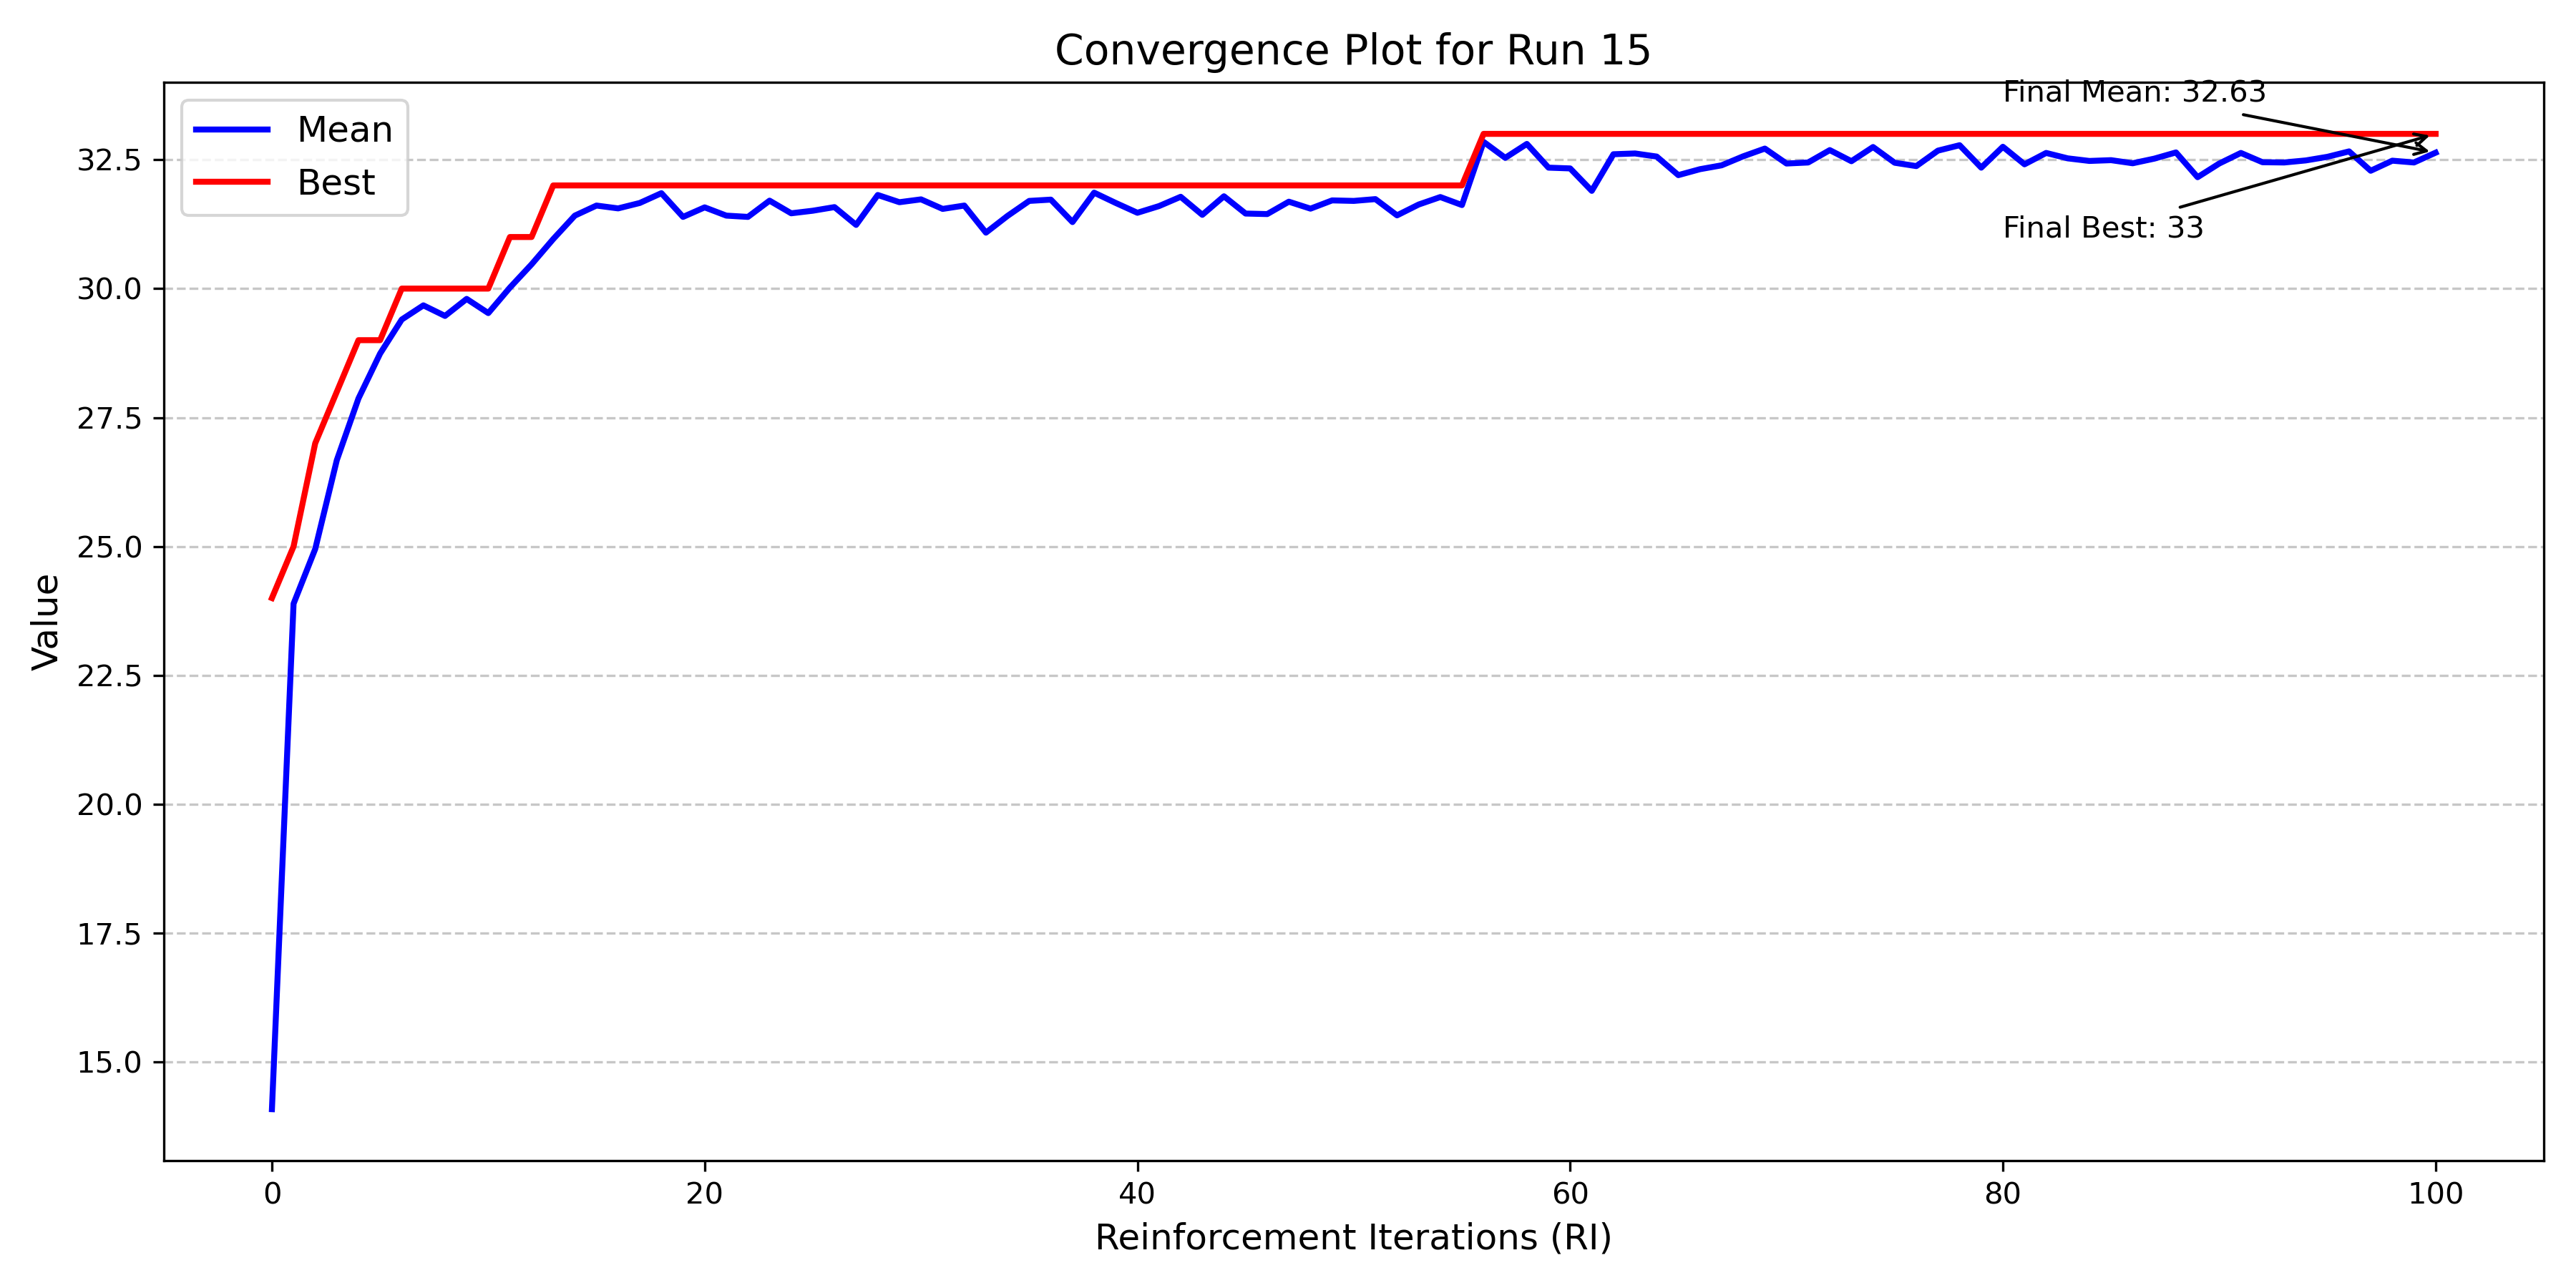 Convergence Plot for Run 15
Final Mean: 32.63
Mean
Best
Final Best: 33
32.5
30.0
27.5
25.0
22.5
20.0
17.5
15.0
Value
0
20
40
60
80
100
Reinforcement Iterations (RI)